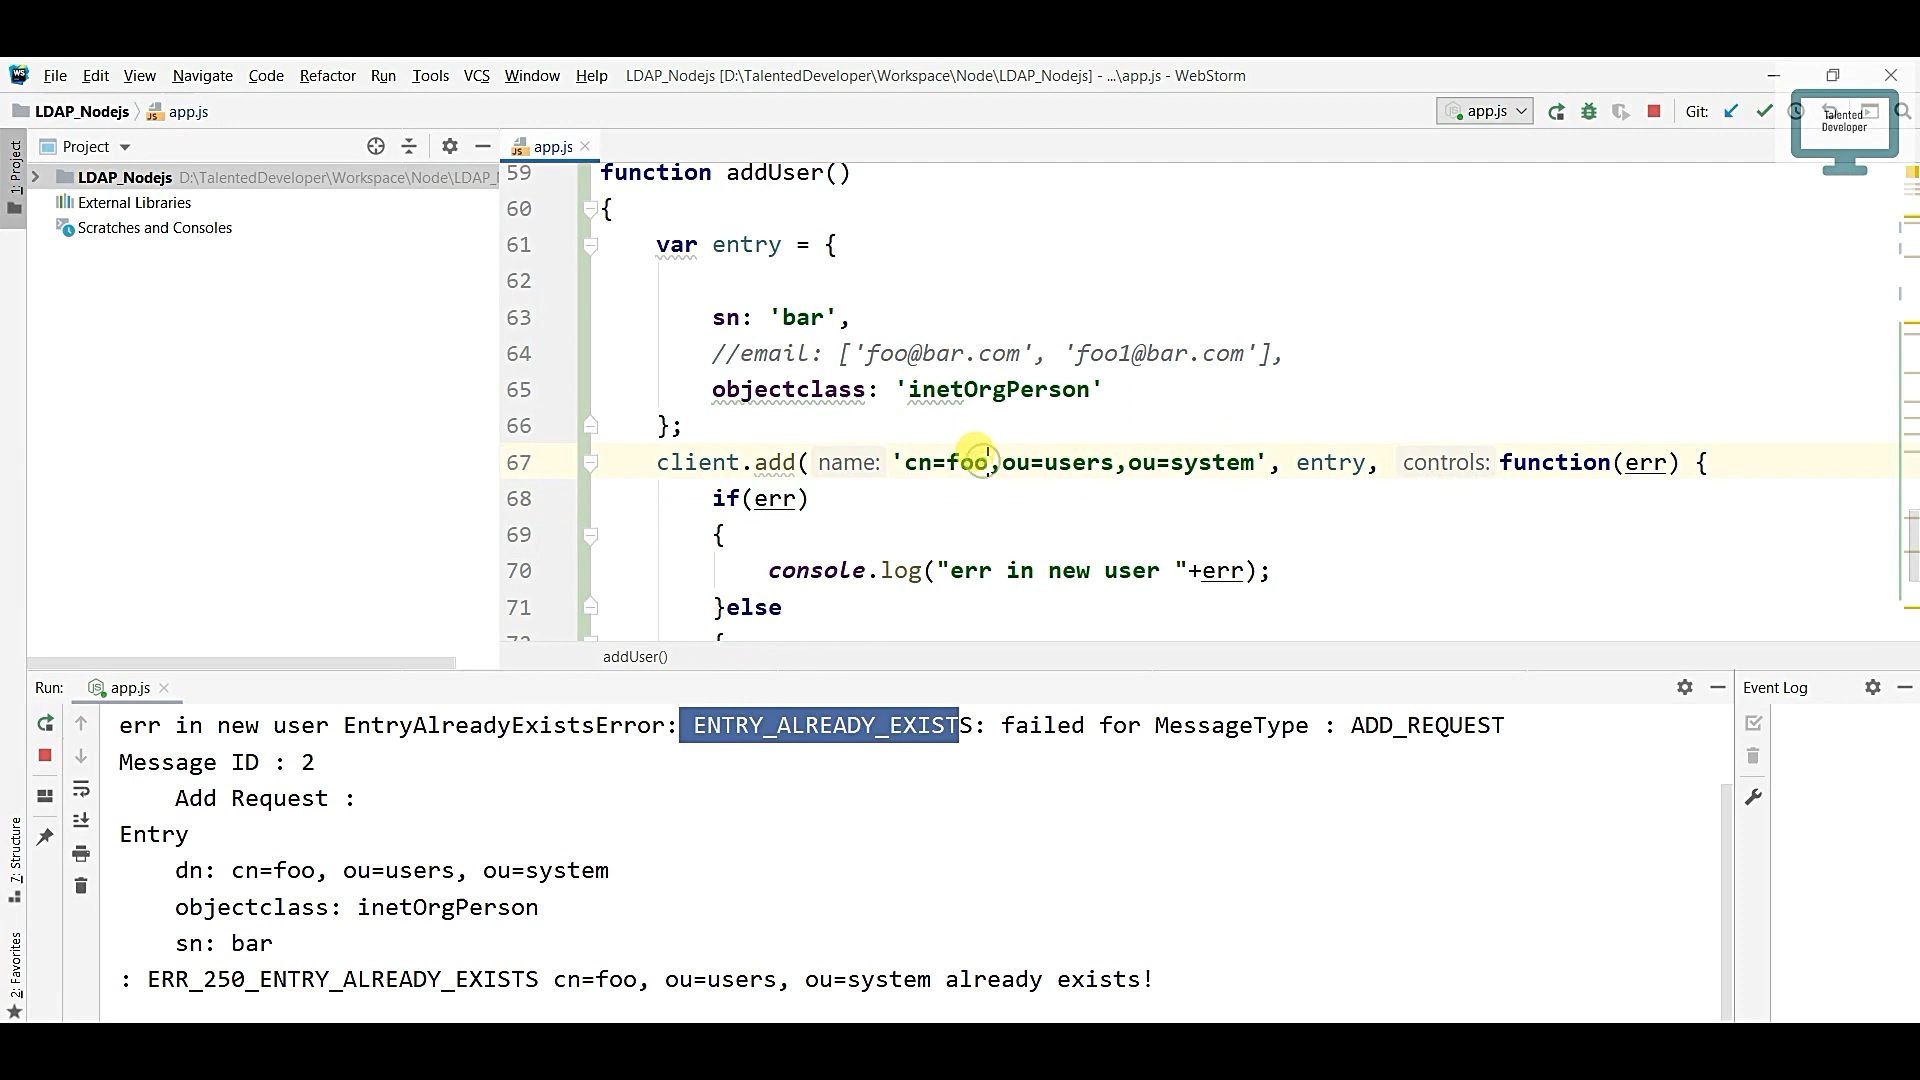 File Edit View Navigate Code Refactor Run Tools VCS Window Help LDAP_Nodejs [D:\TalentedDeveloper\Workspace\Node\LDAP_Nodejs] - ...\app.js - WebStorm
LDAP_Nodejs app.js
app.js
Git:
Talented
Developer
1: Project
Project
app.js
LDAP_Nodejs D:\TalentedDeveloper\Workspace\Node\LDAP_
External Libraries
Scratches and Consoles
59 function addUser()
60 {
61 var entry = {
62
63 sn: 'bar',
64 //email: ['foo@bar.com', 'foo1@bar.com'],
65 objectclass: 'inetOrgPerson'
66 };
67 client.add( name: 'cn=foo,ou=users,ou=system', entry, controls: function(err) {
68 if(err)
69 {
70 console.log("err in new user "+err);
71 }else
72 {
addUser()
Run: app.js
Event Log
err in new user EntryAlreadyExistsError: ENTRY_ALREADY_EXISTS: failed for MessageType : ADD_REQUEST
Message ID : 2
Add Request :
Entry
dn: cn=foo, ou=users, ou=system
objectclass: inetOrgPerson
sn: bar
: ERR_250_ENTRY_ALREADY_EXISTS cn=foo, ou=users, ou=system already exists!
7: Structure
2: Favorites